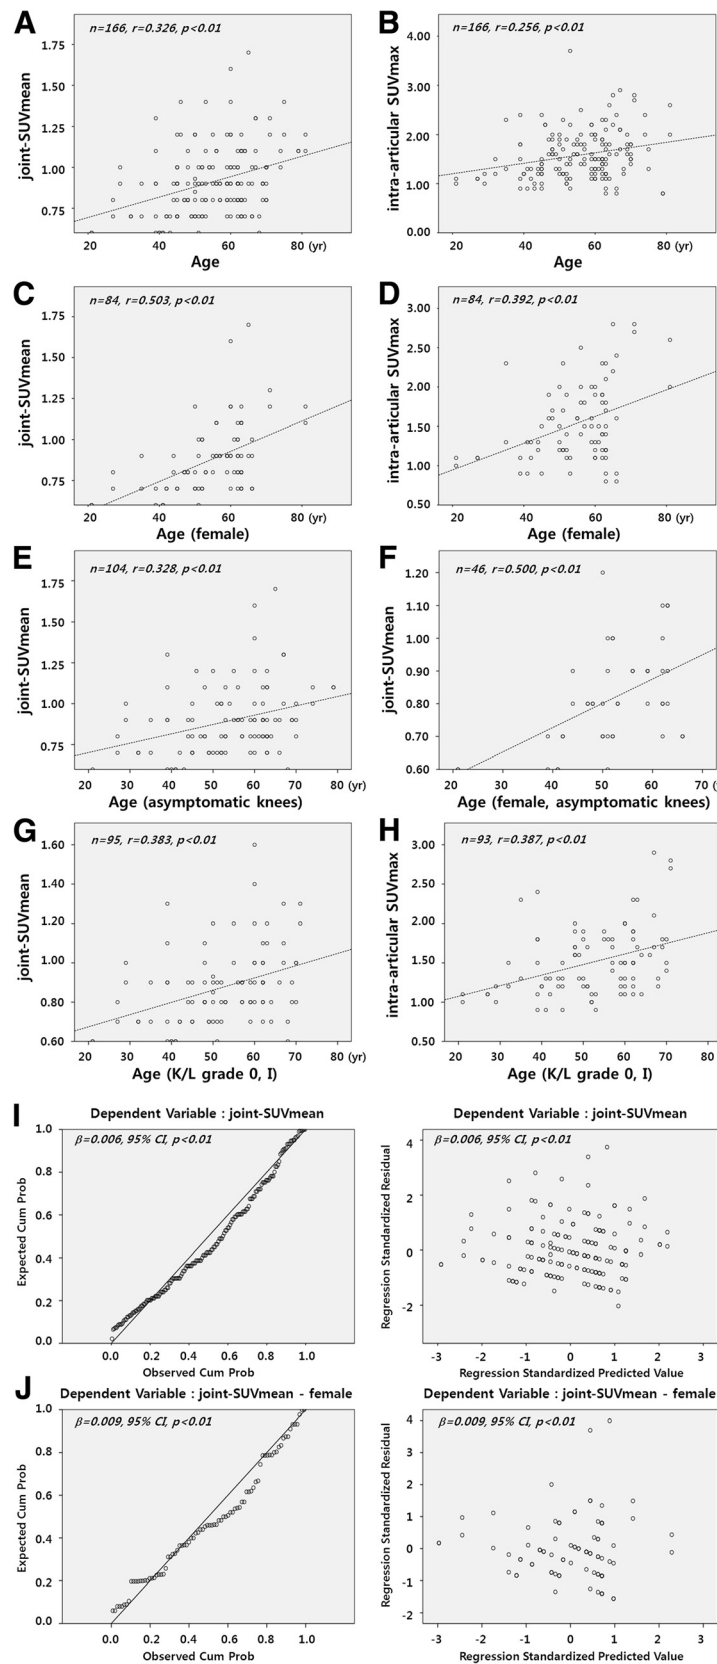 A
n=166, r=0.326, p<0.01
joint-SUVmean
1.75
1.50
1.25
1.00
0.75
20 40 60 80 (yr)
Age
B
n=166, r=0.256, p<0.01
intra-articular SUVmax
4.00
3.00
2.00
1.00
0.00
20 40 60 80 (yr)
Age
C
n=84, r=0.503, p<0.01
joint-SUVmean
1.75
1.50
1.25
1.00
0.75
20 40 60 80 (yr)
Age (female)
D
n=84, r=0.392, p<0.01
intra-articular SUVmax
3.00
2.50
2.00
1.50
1.00
0.50
20 40 60 80 (yr)
Age (female)
E
n=104, r=0.328, p<0.01
joint-SUVmean
1.75
1.50
1.25
1.00
0.75
20 30 40 50 60 70 80 (yr)
Age (asymptomatic knees)
F
n=46, r=0.500, p<0.01
joint-SUVmean
1.20
1.10
1.00
0.90
0.80
0.70
0.60
20 30 40 50 60 70 (y
Age (female, asymptomatic knees)
G
n=95, r=0.383, p<0.01
joint-SUVmean
1.60
1.40
1.20
1.00
0.80
0.60
20 30 40 50 60 70 80 (yr)
Age (K/L grade 0, I)
H
n=93, r=0.387, p<0.01
intra-articular SUVmax
3.00
2.50
2.00
1.50
1.00
0.50
20 30 40 50 60 70 80
Age (K/L grade 0, I)
I
Dependent Variable : joint-SUVmean
β=0.006, 95% CI, p<0.01
Expected Cum Prob
1.0
0.8
0.6
0.4
0.2
0.0
0.0 0.2 0.4 0.6 0.8 1.0
Observed Cum Prob
Dependent Variable : joint-SUVmean
β=0.006, 95% CI, p<0.01
Regression Standardized Residual
4
2
0
-2
-3 -2 -1 0 1 2 3
Regression Standardized Predicted Value
J
Dependent Variable : joint-SUVmean - female
β=0.009, 95% CI, p<0.01
Expected Cum Prob
1.0
0.8
0.6
0.4
0.2
0.0
0.0 0.2 0.4 0.6 0.8 1.0
Observed Cum Prob
Dependent Variable : joint-SUVmean - female
β=0.009, 95% CI, p<0.01
Regression Standardized Residual
4
3
2
1
0
-1
-2
-3 -2 -1 0 1 2 3
Regression Standardized Predicted Value